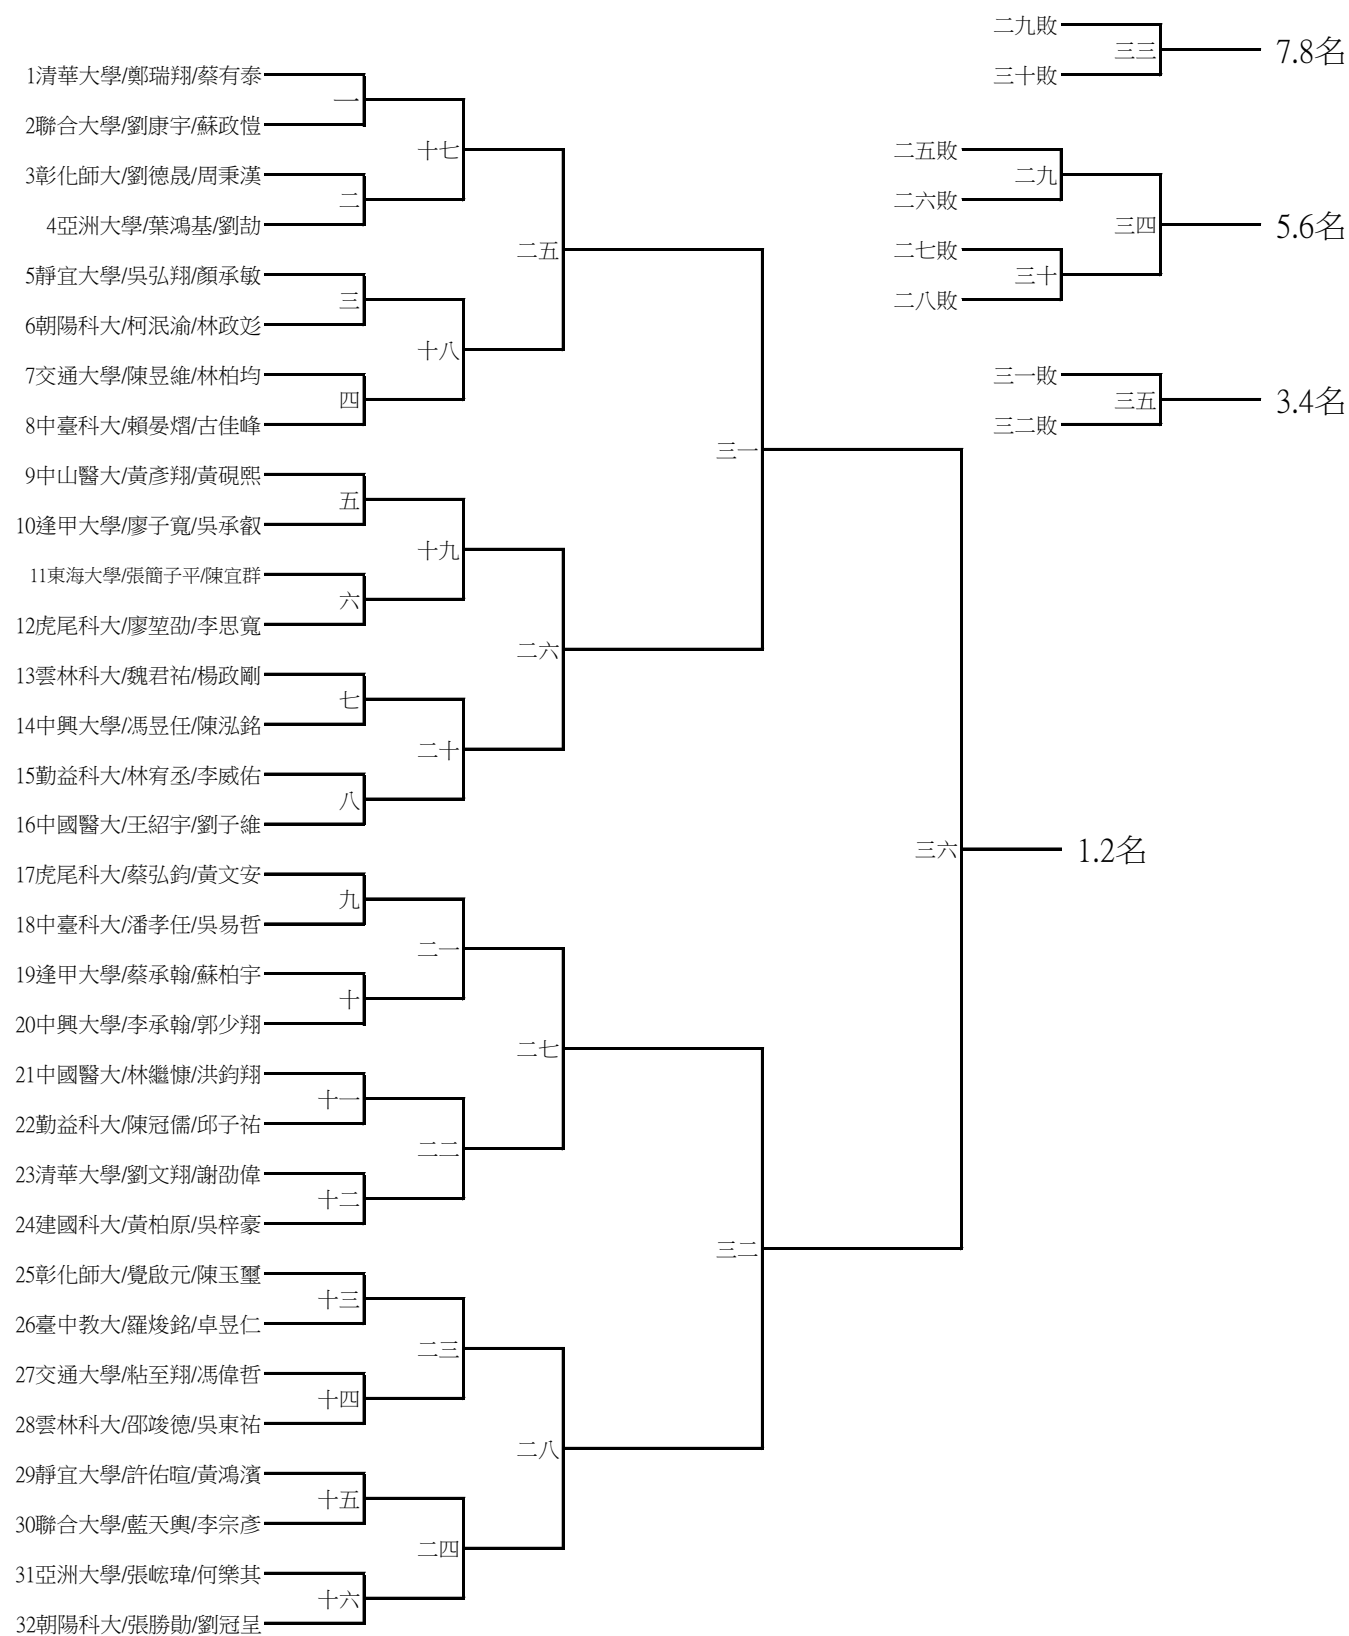 二九敗
三三
7.8名
三十敗
1清華大學/鄭瑞翔/蔡有泰
一
2聯合大學/劉康宇/蘇政愷
十七
3彰化師大/劉德晟/周秉漢
二
4亞洲大學/葉鴻基/劉劼
二五
5靜宜大學/吳弘翔/顏承敏
三
6朝陽科大/柯泯渝/林政彣
十八
7交通大學/陳昱維/林柏均
四
8中臺科大/賴晏熠/古佳峰
三一
9中山醫大/黃彥翔/黃硯熙
五
10逢甲大學/廖子寬/吳承叡
十九
11東海大學/張簡子平/陳宜群
六
12虎尾科大/廖堃劭/李思寬
二六
13雲林科大/魏君祐/楊政剛
七
14中興大學/馮昱任/陳泓銘
二十
15勤益科大/林宥丞/李威佑
八
16中國醫大/王紹宇/劉子維
三六
1.2名
17虎尾科大/蔡弘鈞/黃文安
九
18中臺科大/潘孝任/吳易哲
二一
19逢甲大學/蔡承翰/蘇柏宇
十
20中興大學/李承翰/郭少翔
二七
21中國醫大/林繼慷/洪鈞翔
十一
22勤益科大/陳冠儒/邱子祐
二二
23清華大學/劉文翔/謝劭偉
十二
24建國科大/黃柏原/吳梓豪
三二
25彰化師大/覺啟元/陳玉璽
十三
26臺中教大/羅焌銘/卓昱仁
二三
27交通大學/粘至翔/馮偉哲
十四
28雲林科大/邵竣德/吳東祐
二八
29靜宜大學/許佑暄/黃鴻濱
十五
30聯合大學/藍天輿/李宗彥
二四
31亞洲大學/張峵瑋/何樂其
十六
32朝陽科大/張勝勛/劉冠呈
二五敗
二九
二六敗
三四
5.6名
二七敗
三十
二八敗
三一敗
三五
3.4名
三二敗